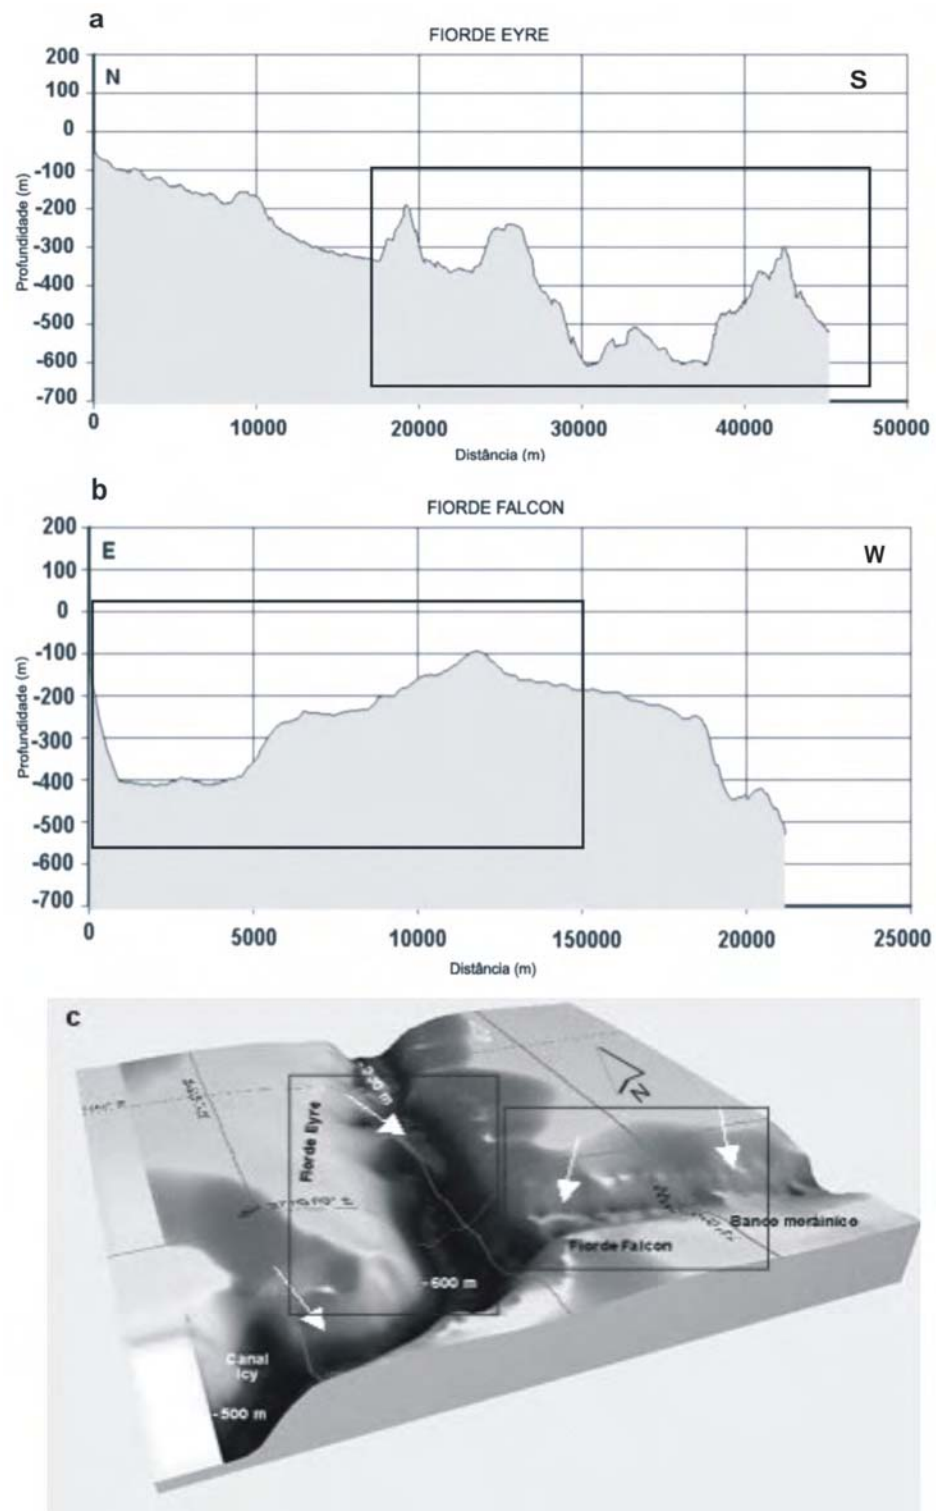 a
FIORDE EYRE
200
100
0
-100
-200
-300
-400
-500
-600
-700
Profundidade (m)
N
S
0 10000 20000 30000 40000 50000
Distância (m)
b
FIORDE FALCON
200
100
0
-100
-200
-300
-400
-500
-600
-700
Profundidade (m)
E
W
0 5000 10000 150000 20000 25000
Distância (m)
c
N
Fiorde Eyre
Banco moráinico
Fiorde Falcon
-600 m
Canal
Icy
-500 m